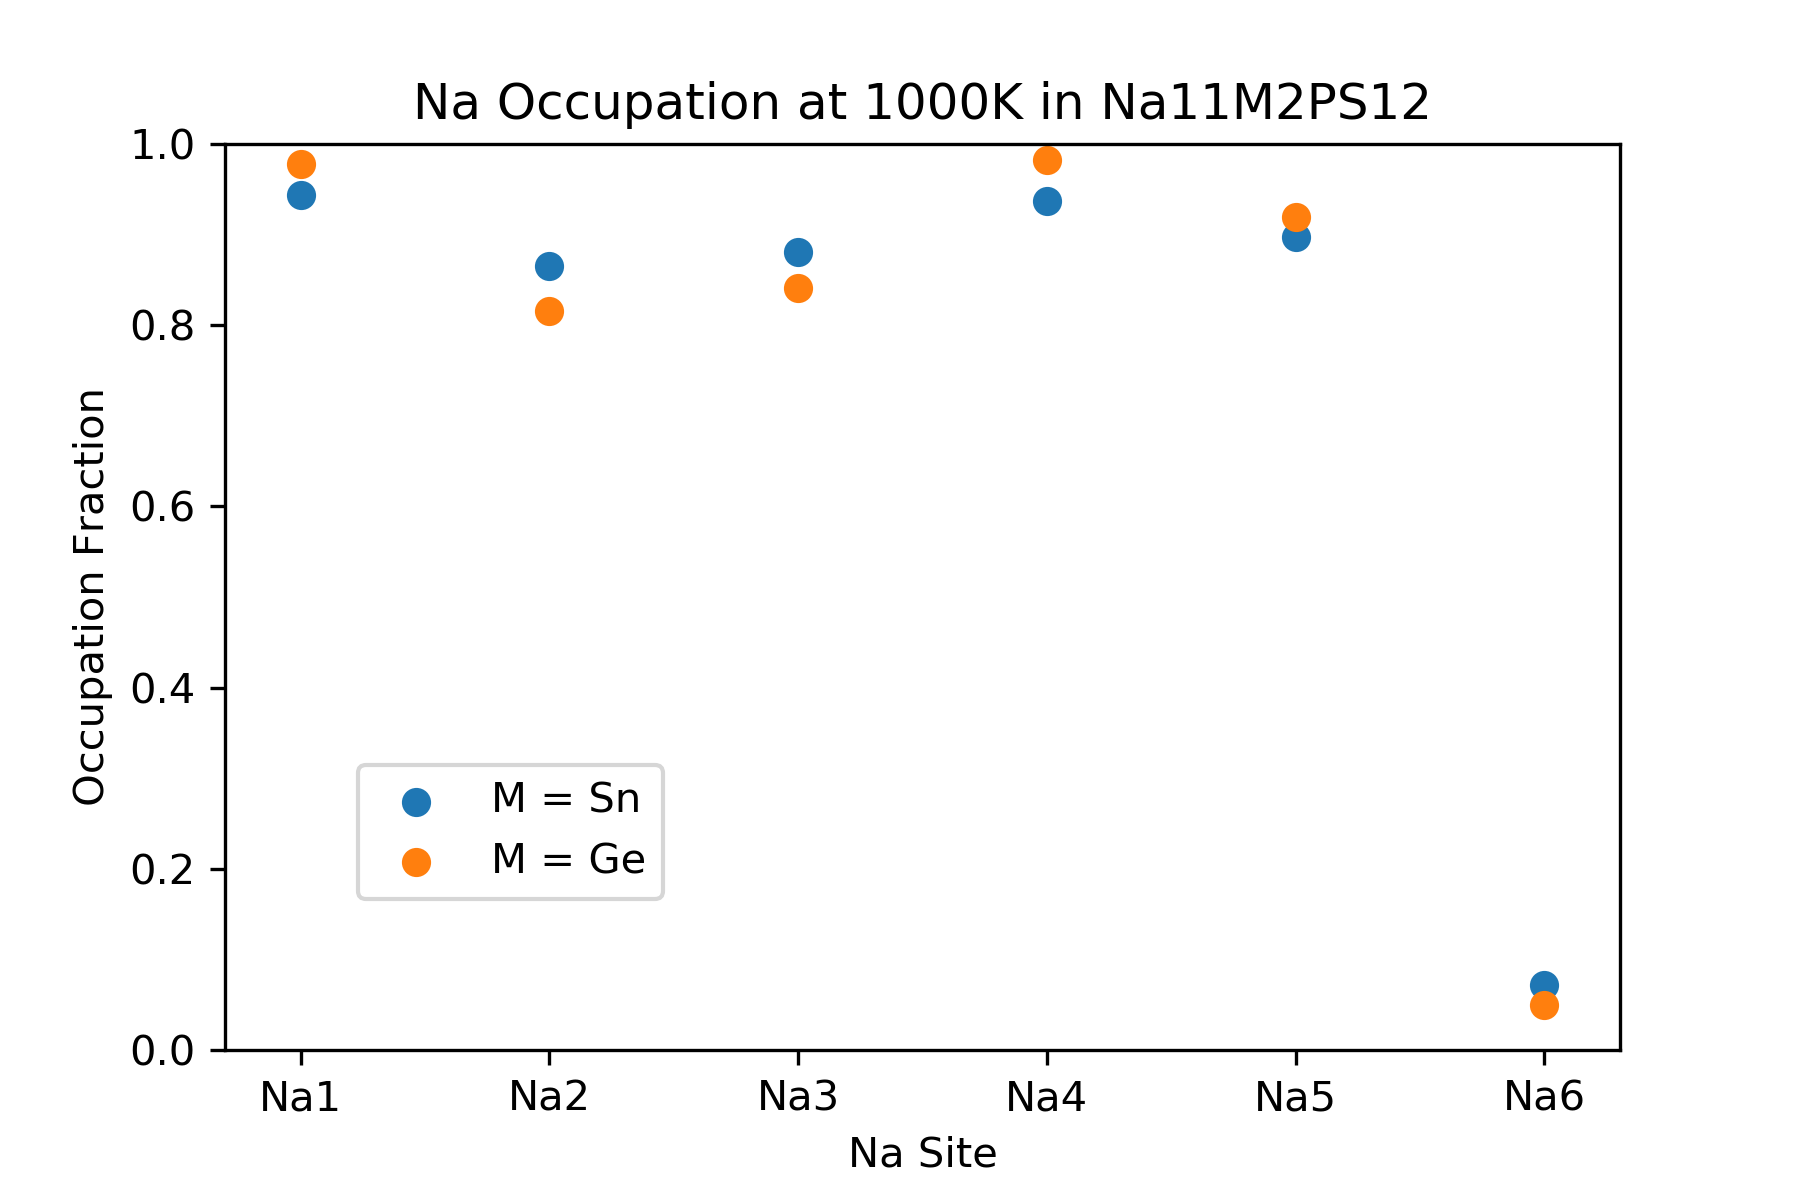 Na Occupation at 1000K in Na11M2PS12
1.0
0.8
0.6
0.4
0.2
0.0
Occupation Fraction
M = Sn
M = Ge
Na1 Na2 Na3 Na4 Na5 Na6
Na Site